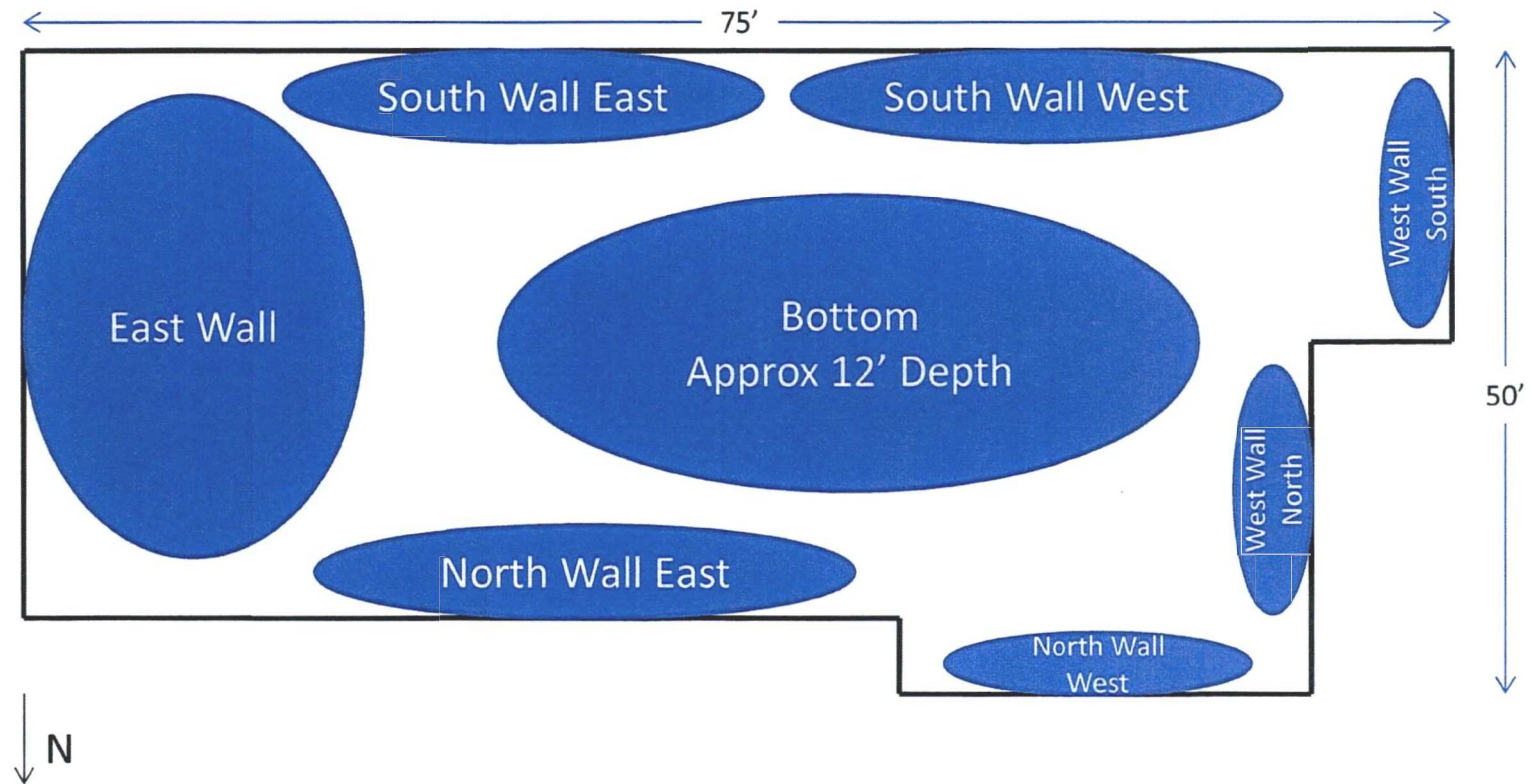 75'
South Wall East
South Wall West
West Wall
South
East Wall
Bottom
Approx 12' Depth
50'
West Wall
North
North Wall East
North Wall
West
N